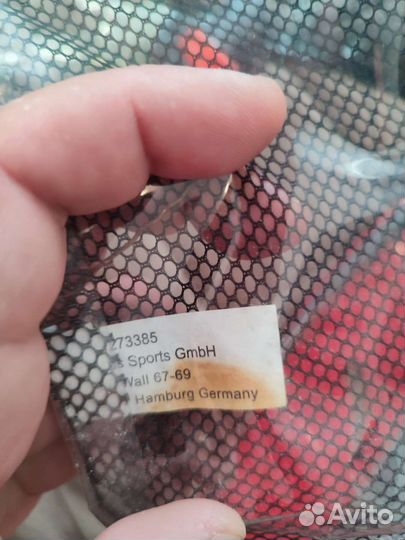 273385
s Sports GmbH
Wall 67-69
Hamburg Germany
Avito